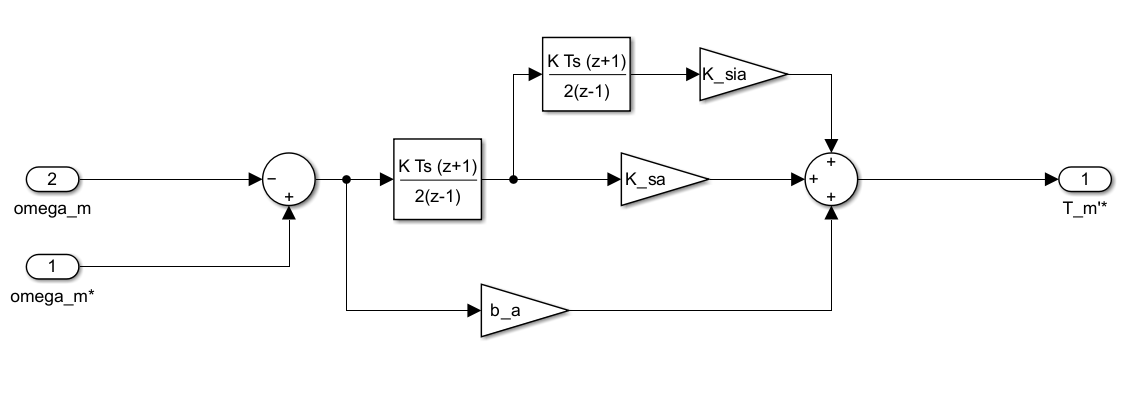 K Ts (z+1)
2(z-1)
K_sia
2
omega_m
−
+
K Ts (z+1)
2(z-1)
K_sa
+
+
+
1
T_m'*
1
omega_m*
b_a